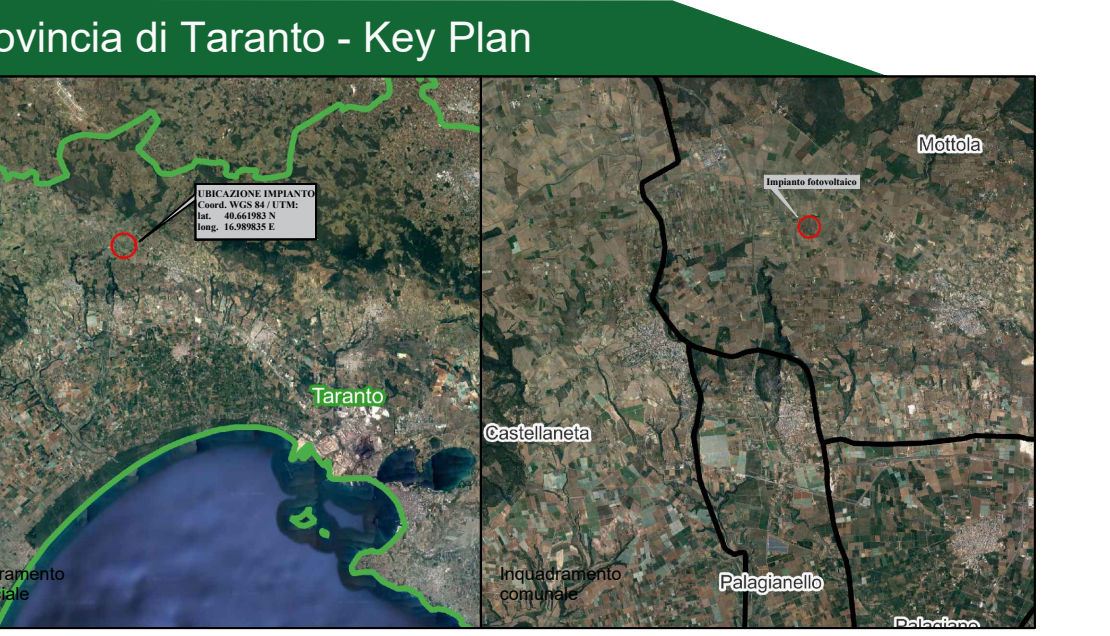 ovincia di Taranto - Key Plan
UBICAZIONE IMPIANTO
Coord. WGS 84 / UTM:
lat. 40.661983 N
long. 16.989835 E
Taranto
ramento
iale
Mottola
Impianto fotovoltaico
Castellaneta
Inquadramento
comunale
Palagianello
Palagiano